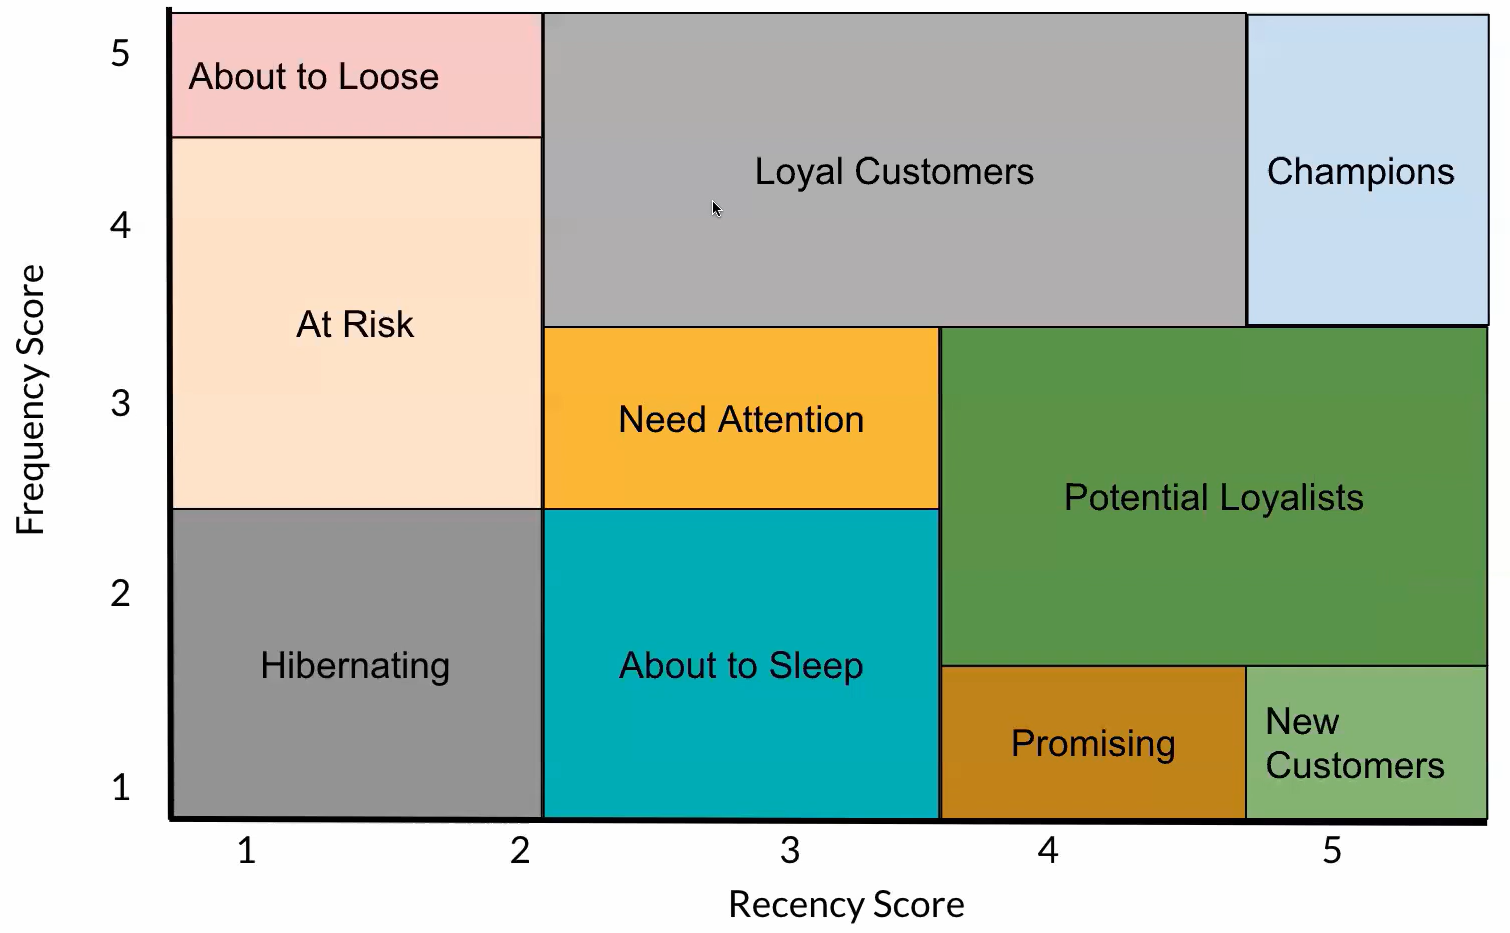 5
About to Loose
Loyal Customers
Champions
4
At Risk
Frequency Score
3
Need Attention
Potential Loyalists
2
Hibernating
About to Sleep
Promising
New
Customers
1
1 2 3 4 5
Recency Score